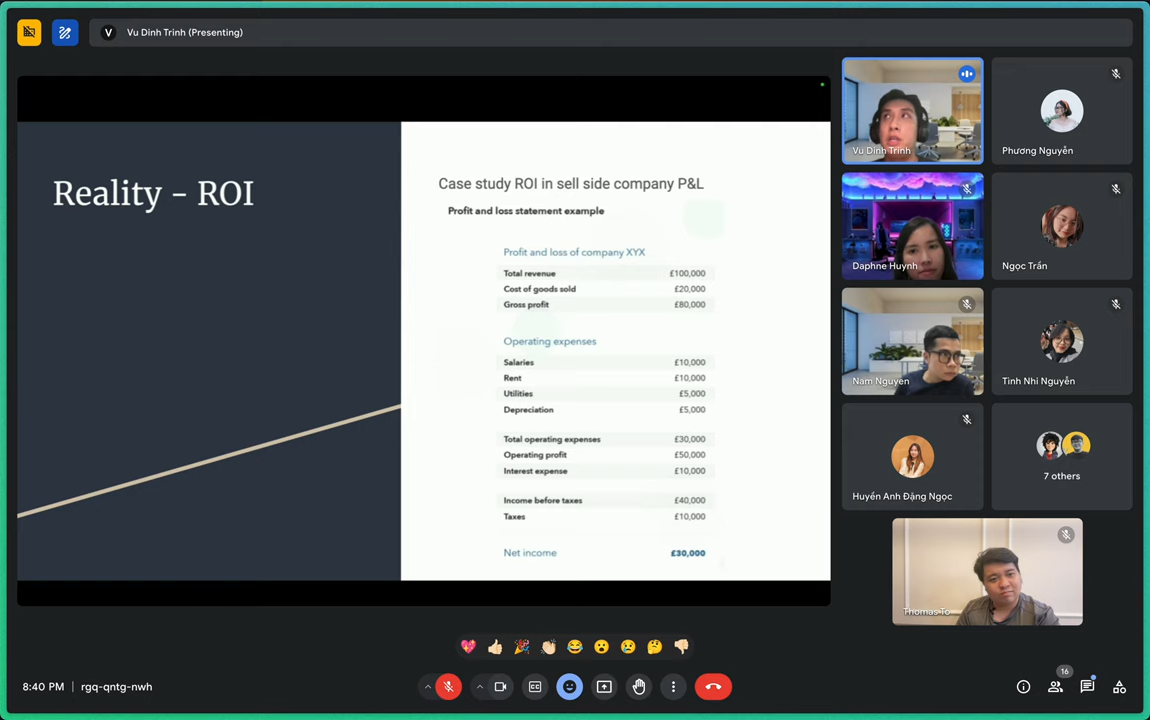 V Vu Dinh Trinh (Presenting)
Reality - ROI
Case study ROI in sell side company P&L
Profit and loss statement example
Profit and loss of company XYX
Total revenue £100,000
Cost of goods sold £20,000
Gross profit £80,000
Operating expenses
Salaries £10,000
Rent £10,000
Utilities £5,000
Depreciation £5,000
Total operating expenses £30,000
Operating profit £50,000
Interest expense £10,000
Income before taxes £40,000
Taxes £10,000
Net income £30,000
Vu Dinh Trinh
Phương Nguyễn
Daphne Huynh
Ngọc Trần
Nam Nguyen
Tình Nhi Nguyễn
Huyền Anh Đặng Ngọc
7 others
Thomas To
8:40 PM | rgq-qntg-nwh
CC
16